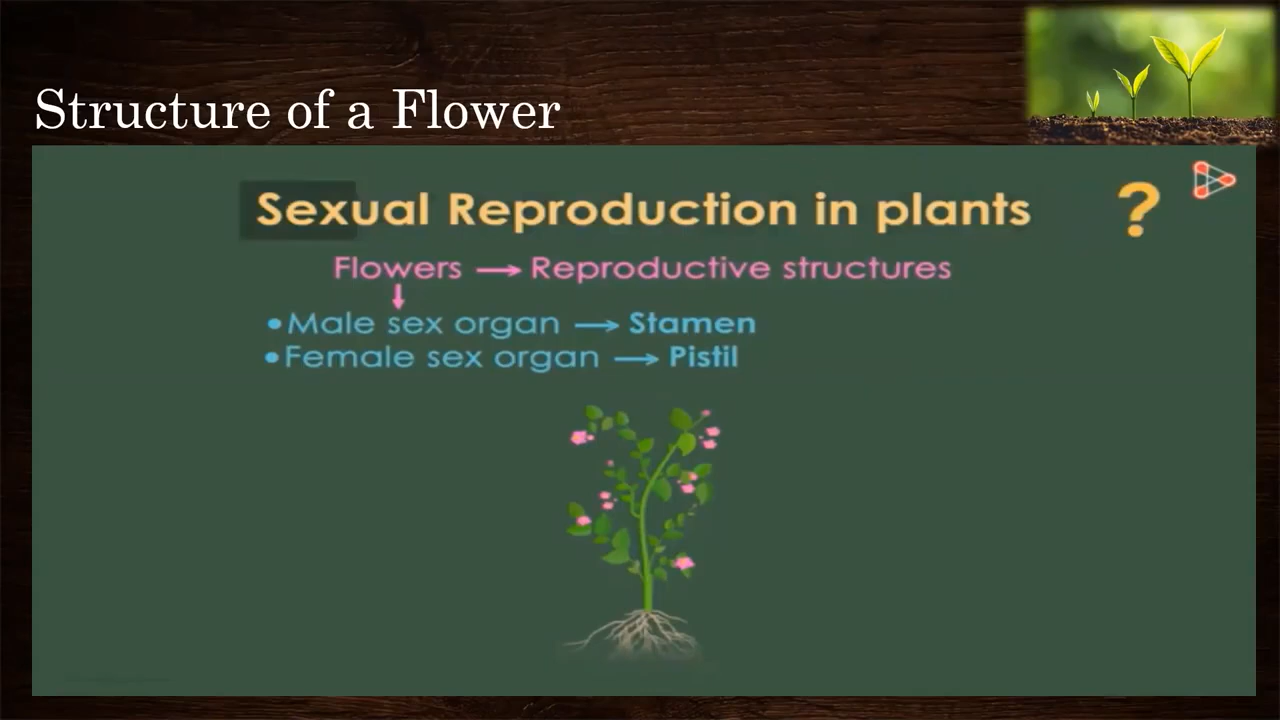 Structure of a Flower
Sexual Reproduction in plants ?
Flowers → Reproductive structures
• Male sex organ → Stamen
• Female sex organ → Pistil